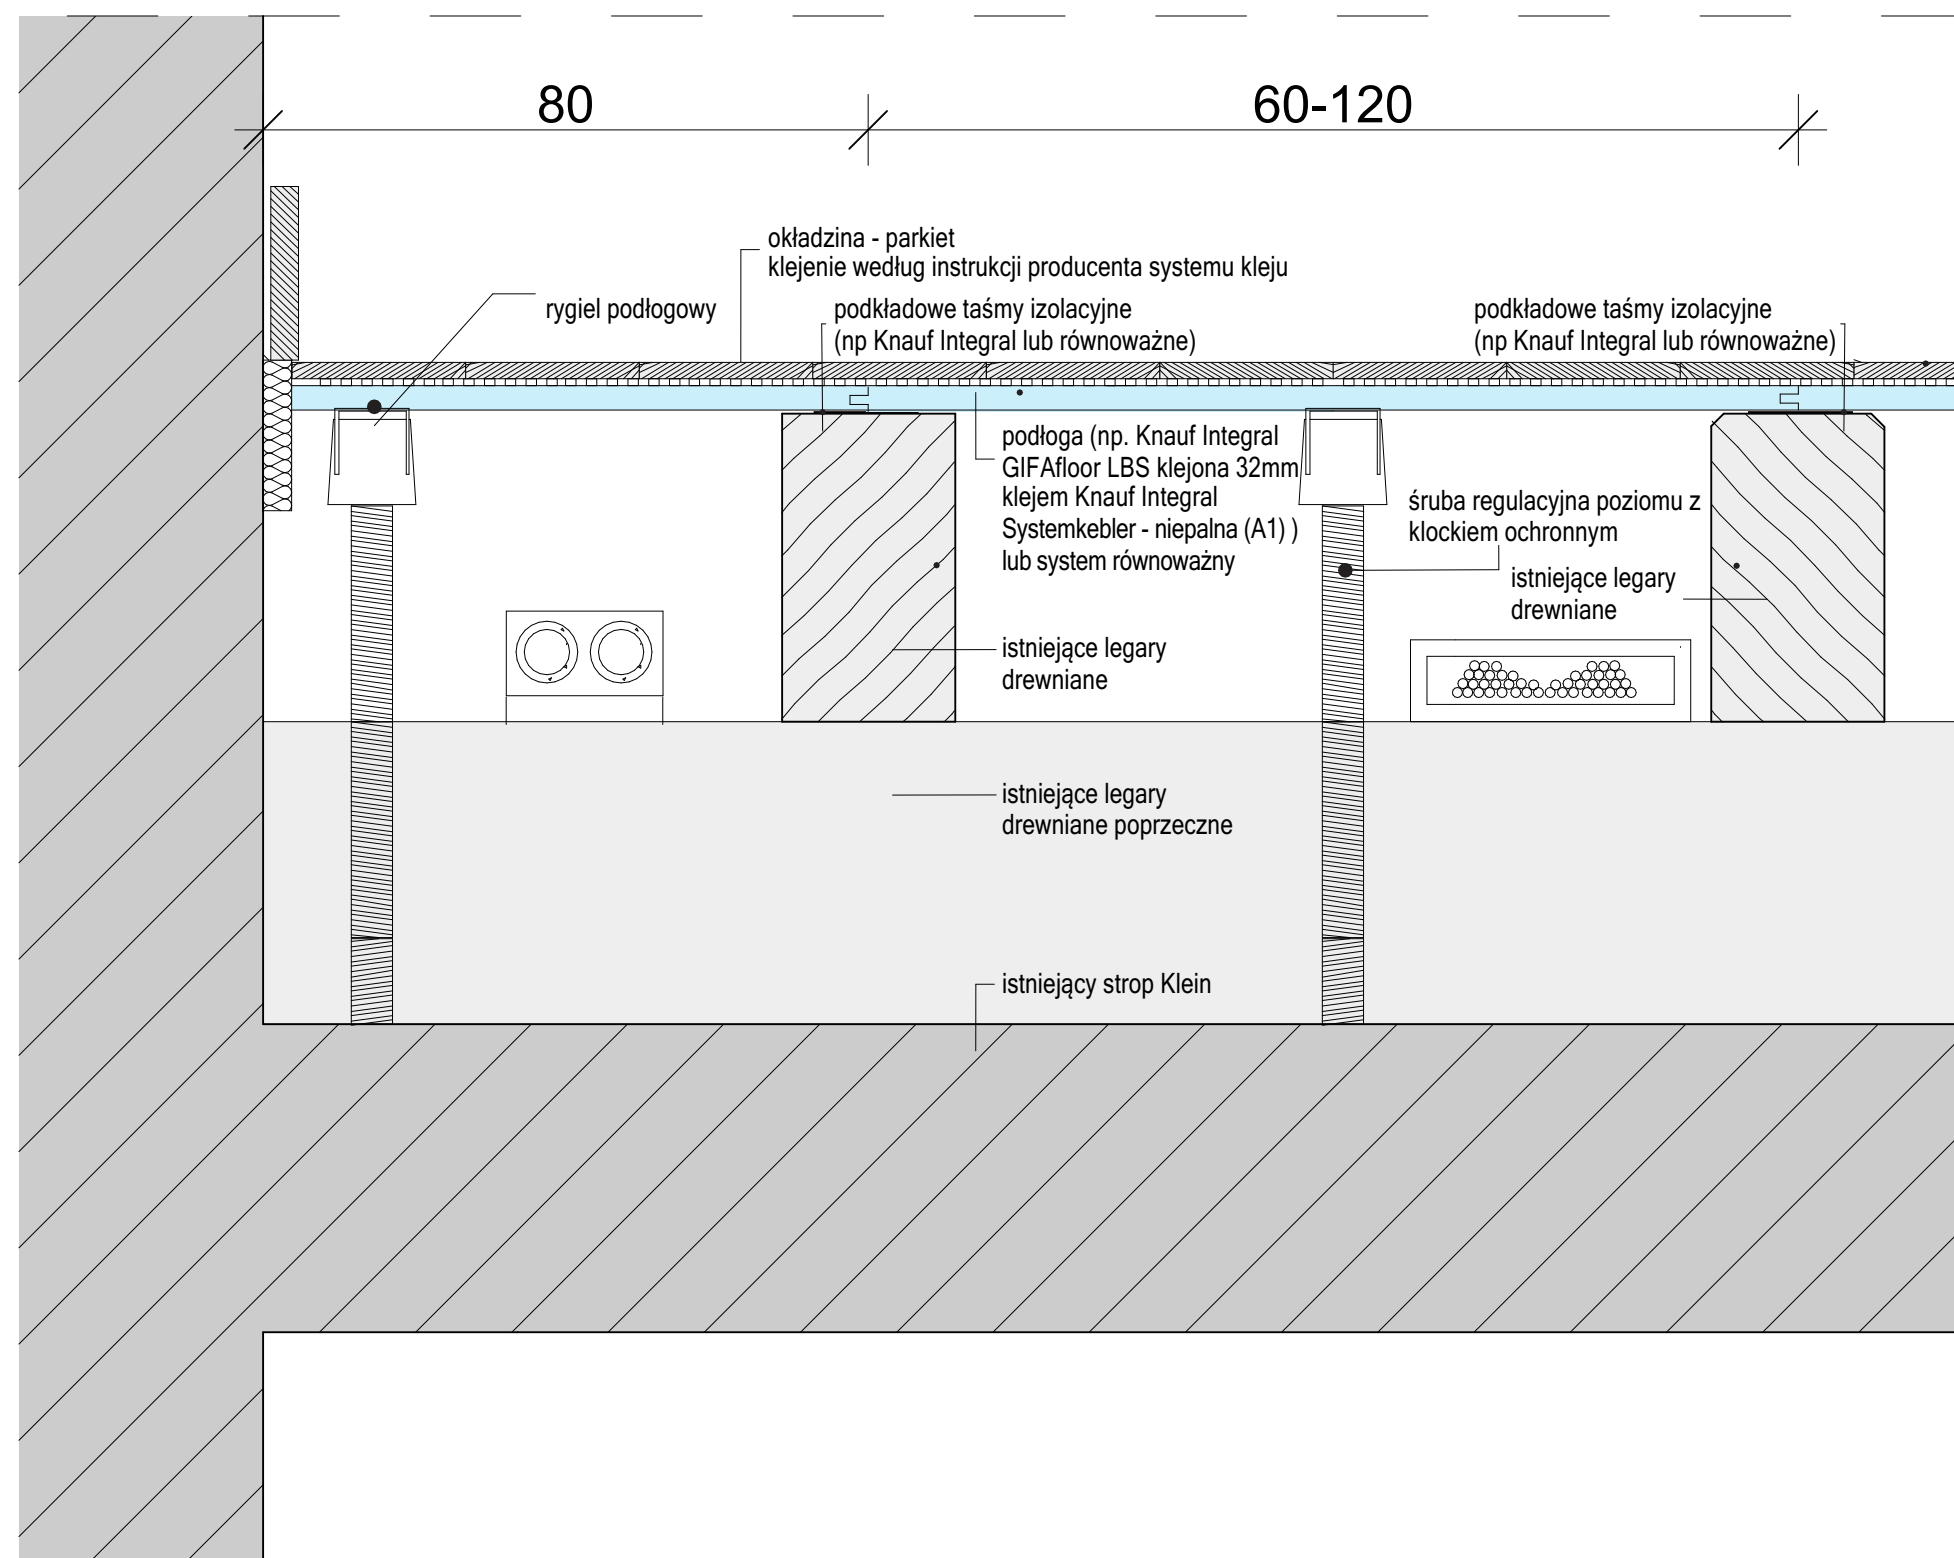 80
60-120
okładzina - parkiet
klejenie według instrukcji producenta systemu kleju
rygiel podłogowy
podkładowe taśmy izolacyjne
(np Knauf Integral lub równoważne)
podkładowe taśmy izolacyjne
(np Knauf Integral lub równoważne)
podłoga (np. Knauf Integral
GIFAfloor LBS klejona 32mm
klejem Knauf Integral
Systemkebler - niepalna (A1) )
lub system równoważny
śruba regulacyjna poziomu z
klockiem ochronnym
istniejące legary
drewniane
istniejące legary
drewniane
istniejące legary
drewniane poprzeczne
istniejący strop Klein